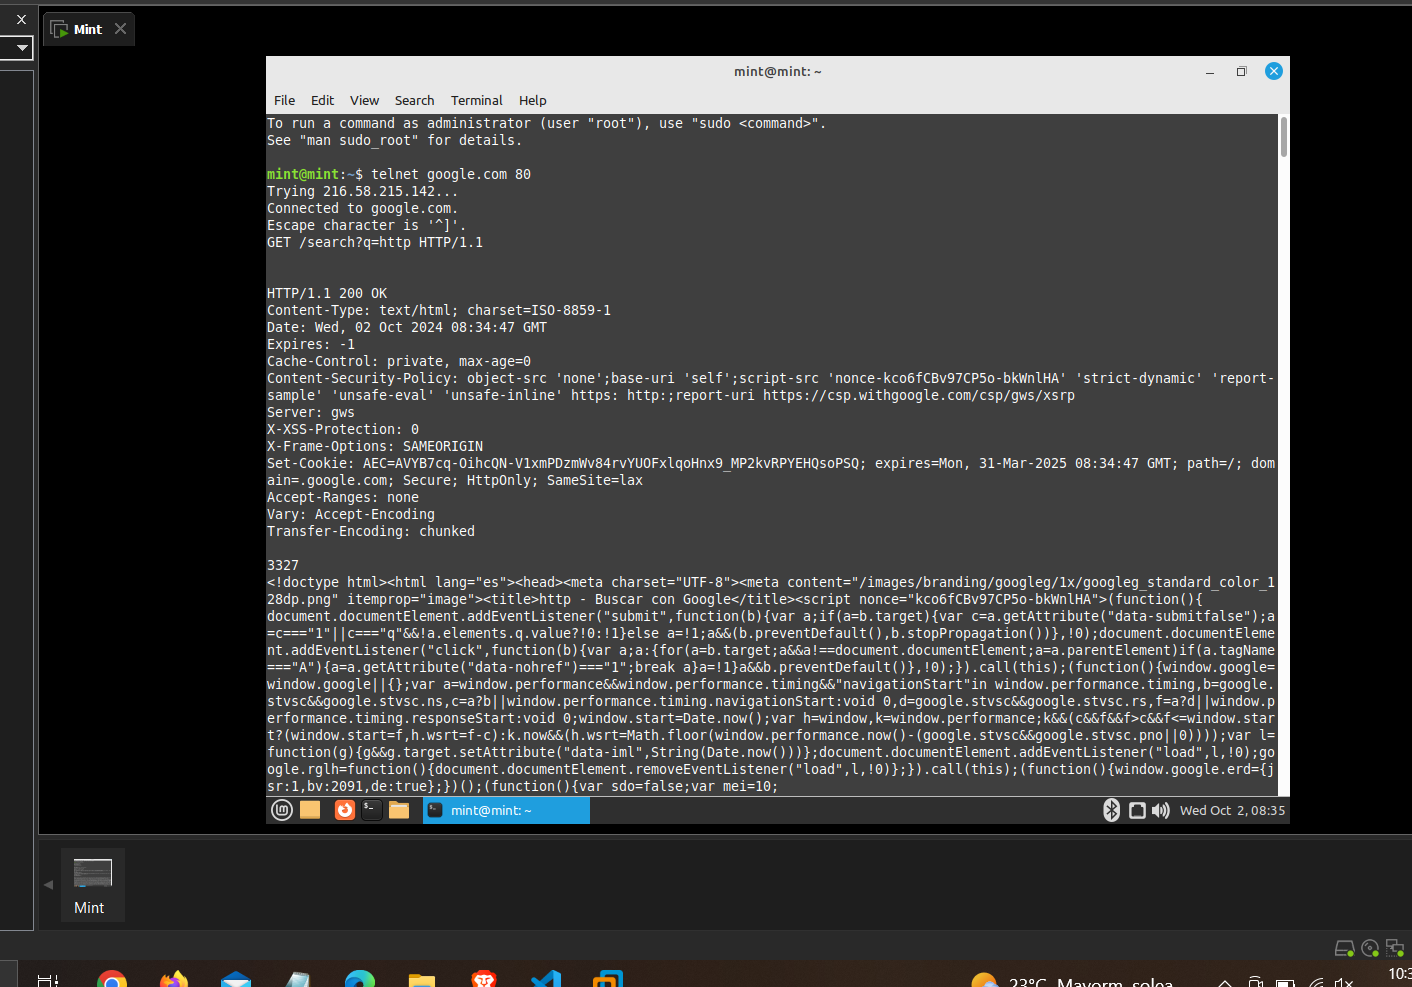 Mint
mint@mint: ~
File Edit View Search Terminal Help
To run a command as administrator (user "root"), use "sudo <command>".
See "man sudo_root" for details.
mint@mint:~$ telnet google.com 80
Trying 216.58.215.142...
Connected to google.com.
Escape character is '^]'.
GET /search?q=http HTTP/1.1
HTTP/1.1 200 OK
Content-Type: text/html; charset=ISO-8859-1
Date: Wed, 02 Oct 2024 08:34:47 GMT
Expires: -1
Cache-Control: private, max-age=0
Content-Security-Policy: object-src 'none';base-uri 'self';script-src 'nonce-kco6fCBv97CP5o-bkWnlHA' 'strict-dynamic' 'report-
sample' 'unsafe-eval' 'unsafe-inline' https: http:;report-uri https://csp.withgoogle.com/csp/gws/xsrp
Server: gws
X-XSS-Protection: 0
X-Frame-Options: SAMEORIGIN
Set-Cookie: AEC=AVYB7cq-OihcQN-V1xmPDzmWv84rvYUOFxlqoHnx9_MP2kvRPYEHQsoPSQ; expires=Mon, 31-Mar-2025 08:34:47 GMT; path=/; dom
ain=.google.com; Secure; HttpOnly; SameSite=lax
Accept-Ranges: none
Vary: Accept-Encoding
Transfer-Encoding: chunked
3327
<!doctype html><html lang="es"><head><meta charset="UTF-8"><meta content="/images/branding/googleg/1x/googleg_standard_color_1
28dp.png" itemprop="image"><title>http - Buscar con Google</title><script nonce="kco6fCBv97CP5o-bkWnlHA">(function(){
document.documentElement.addEventListener("submit",function(b){var a;if(a=b.target){var c=a.getAttribute("data-submitfalse");a
=c==="1"||c==="q"&&!a.elements.q.value?!0:!1}else a=!1;a&&(b.preventDefault(),b.stopPropagation())},!0);document.documentEleme
nt.addEventListener("click",function(b){var a;a:{for(a=b.target;a&&a!==document.documentElement;a=a.parentElement)if(a.tagName
==="A"){a=a.getAttribute("data-nohref")==="1";break a}a=!1}a&&b.preventDefault()},!0);}).call(this);(function(){window.google=
window.google||{};var a=window.performance&&window.performance.timing&&"navigationStart"in window.performance.timing,b=google.
stvsc&&google.stvsc.ns,c=a?b||window.performance.timing.navigationStart:void 0,d=google.stvsc&&google.stvsc.rs,f=a?d||window.p
erformance.timing.responseStart:void 0;window.start=Date.now();var h=window,k=window.performance;k&&(c&&f&&f>c&&f<=window.star
t?(window.start=f,h.wsrt=f-c):k.now&&(h.wsrt=Math.floor(window.performance.now()-(google.stvsc&&google.stvsc.pno||0))));var l=
function(g){g&&g.target.setAttribute("data-iml",String(Date.now()))};document.documentElement.addEventListener("load",l,!0);go
ogle.rglh=function(){document.documentElement.removeEventListener("load",l,!0)};}).call(this);(function(){window.google.erd={j
sr:1,bv:2091,de:true};})();(function(){var sdo=false;var mei=10;
mint@mint: ~
Wed Oct 2, 08:35
Mint
23°C Mayorm. solea
10:3